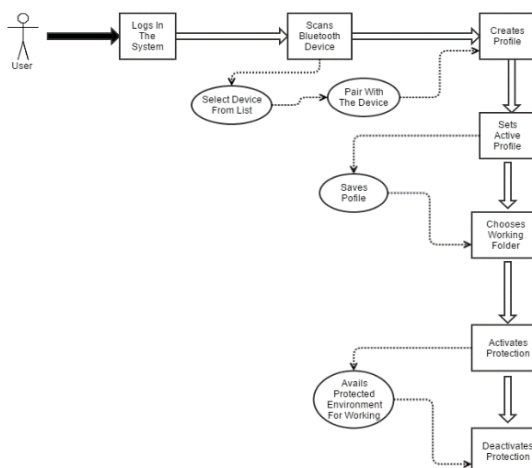 User
Logs In
The
System
Scans
Bluetooth
Device
Creates
Profile
Select Device
From List
Pair With
The Device
Sets
Active
Profile
Saves
Pofile
Chooses
Working
Folder
Activates
Protection
Avails
Protected
Environment
For Working
Deactivates
Protection